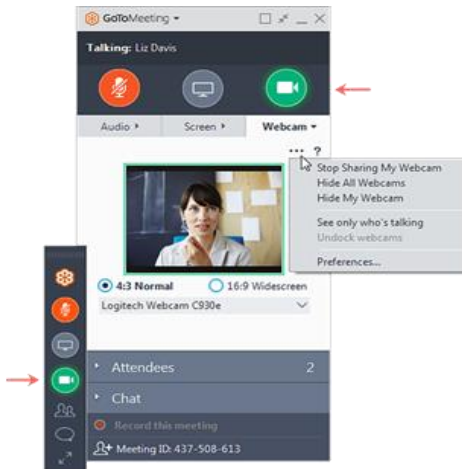 GoToMeeting
Talking: Liz Davis
Audio
Screen
Webcam
... ?
Stop Sharing My Webcam
Hide All Webcams
Hide My Webcam
See only who's talking
Undock webcams
Preferences...
4:3 Normal
16:9 Widescreen
Logitech Webcam C930e
Attendees 2
Chat
Record this meeting
Meeting ID: 437-508-613